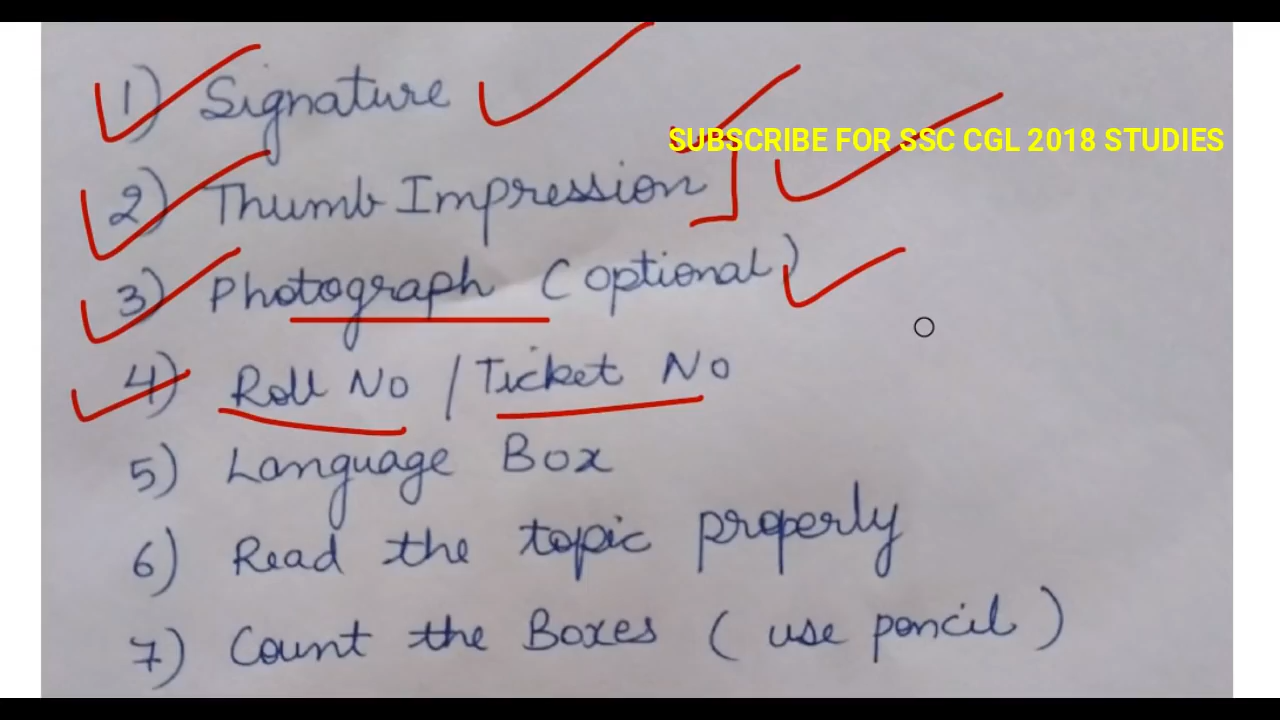 1) Signature
SUBSCRIBE FOR SSC CGL 2018 STUDIES
2) Thumb Impression
3) Photograph (optional)
4) Roll No / Ticket No
5) Language Box
6) Read the topic properly
7) Count the Boxes ( use pencil )